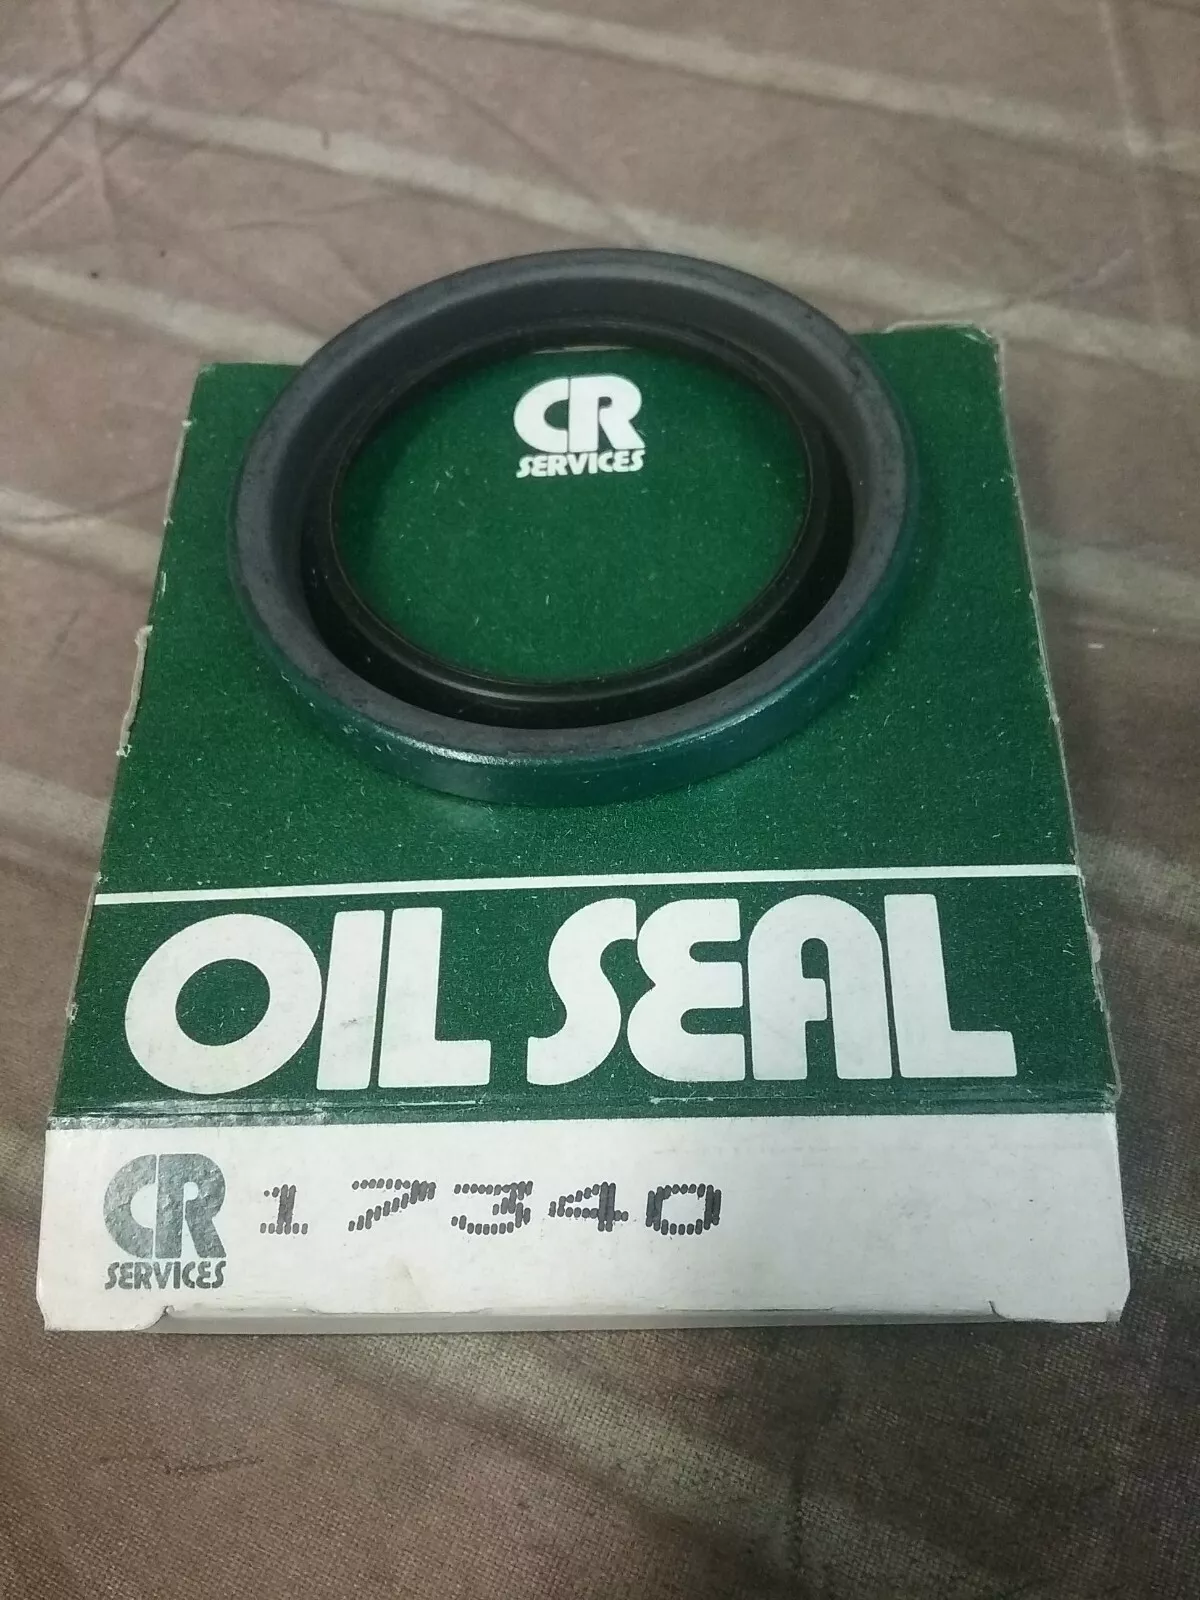 CR
SERVICES
OIL SEAL
CR
SERVICES
17340